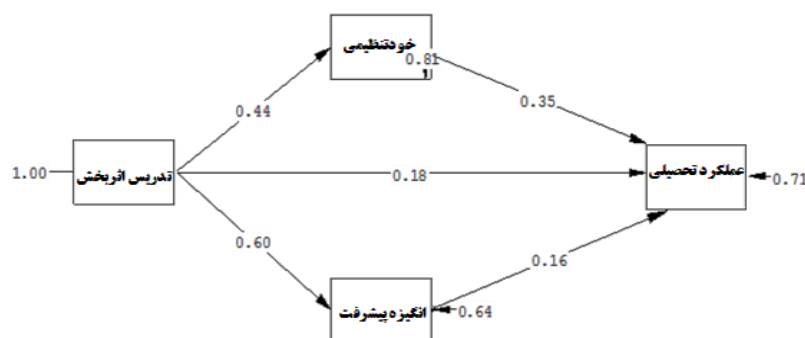 خودتنظیمی
0.81
0.44
0.35
1.00
تدریس اثربخش
0.18
عملکرد تحصیلی
0.71
0.60
0.16
انگیزه پیشرفت
0.64